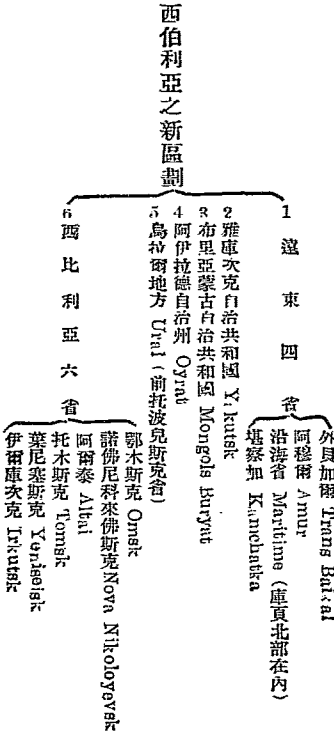 西伯利亞之新區劃
1 遠東四省
外貝加爾 Trans Baical
阿穆爾 Amur
沿海省 Maritime (庫頁北部在內)
堪察加 Kamchatka
2 雅庫次克自治共和國 Yakutsk
3 布里亞蒙古自治共和國 Mongols Buryat
4 阿伊拉德自治州 Oyrat
5 烏拉爾地方 Ural (前托波兒斯克省)
6 西比利亞六省
鄂木斯克 Omsk
諾佛尼科來佛斯克 Nova Nikoloyevsk
阿爾泰 Altai
托木斯克 Tomsk
葉尼塞斯克 Yeniseisk
伊爾庫次克 Irkutsk